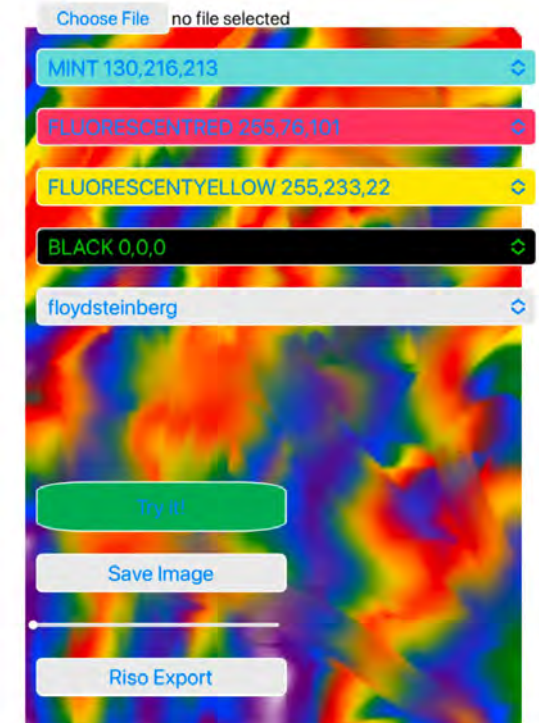 Choose File no file selected
MINT 130,216,213
FLUORESCENTRED 255,76,101
FLUORESCENTYELLOW 255,233,22
BLACK 0,0,0
floydsteinberg
Try It!
Save Image
Riso Export